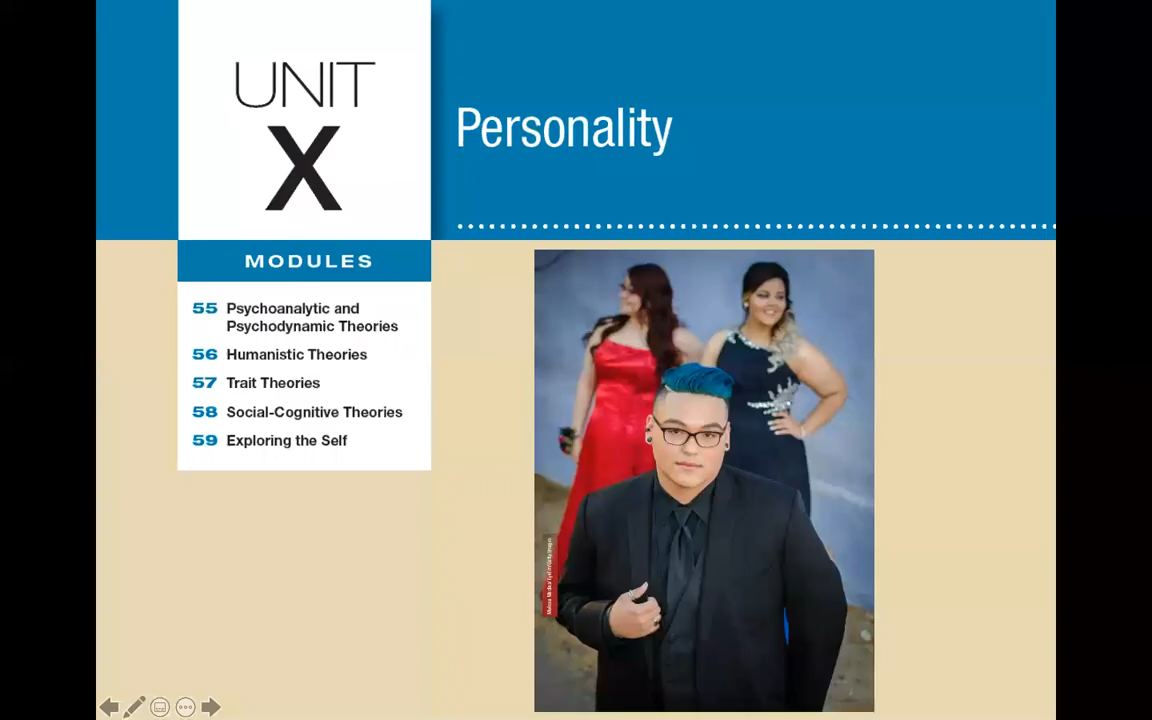 UNIT
X
Personality
MODULES
55 Psychoanalytic and
Psychodynamic Theories
56 Humanistic Theories
57 Trait Theories
58 Social-Cognitive Theories
59 Exploring the Self